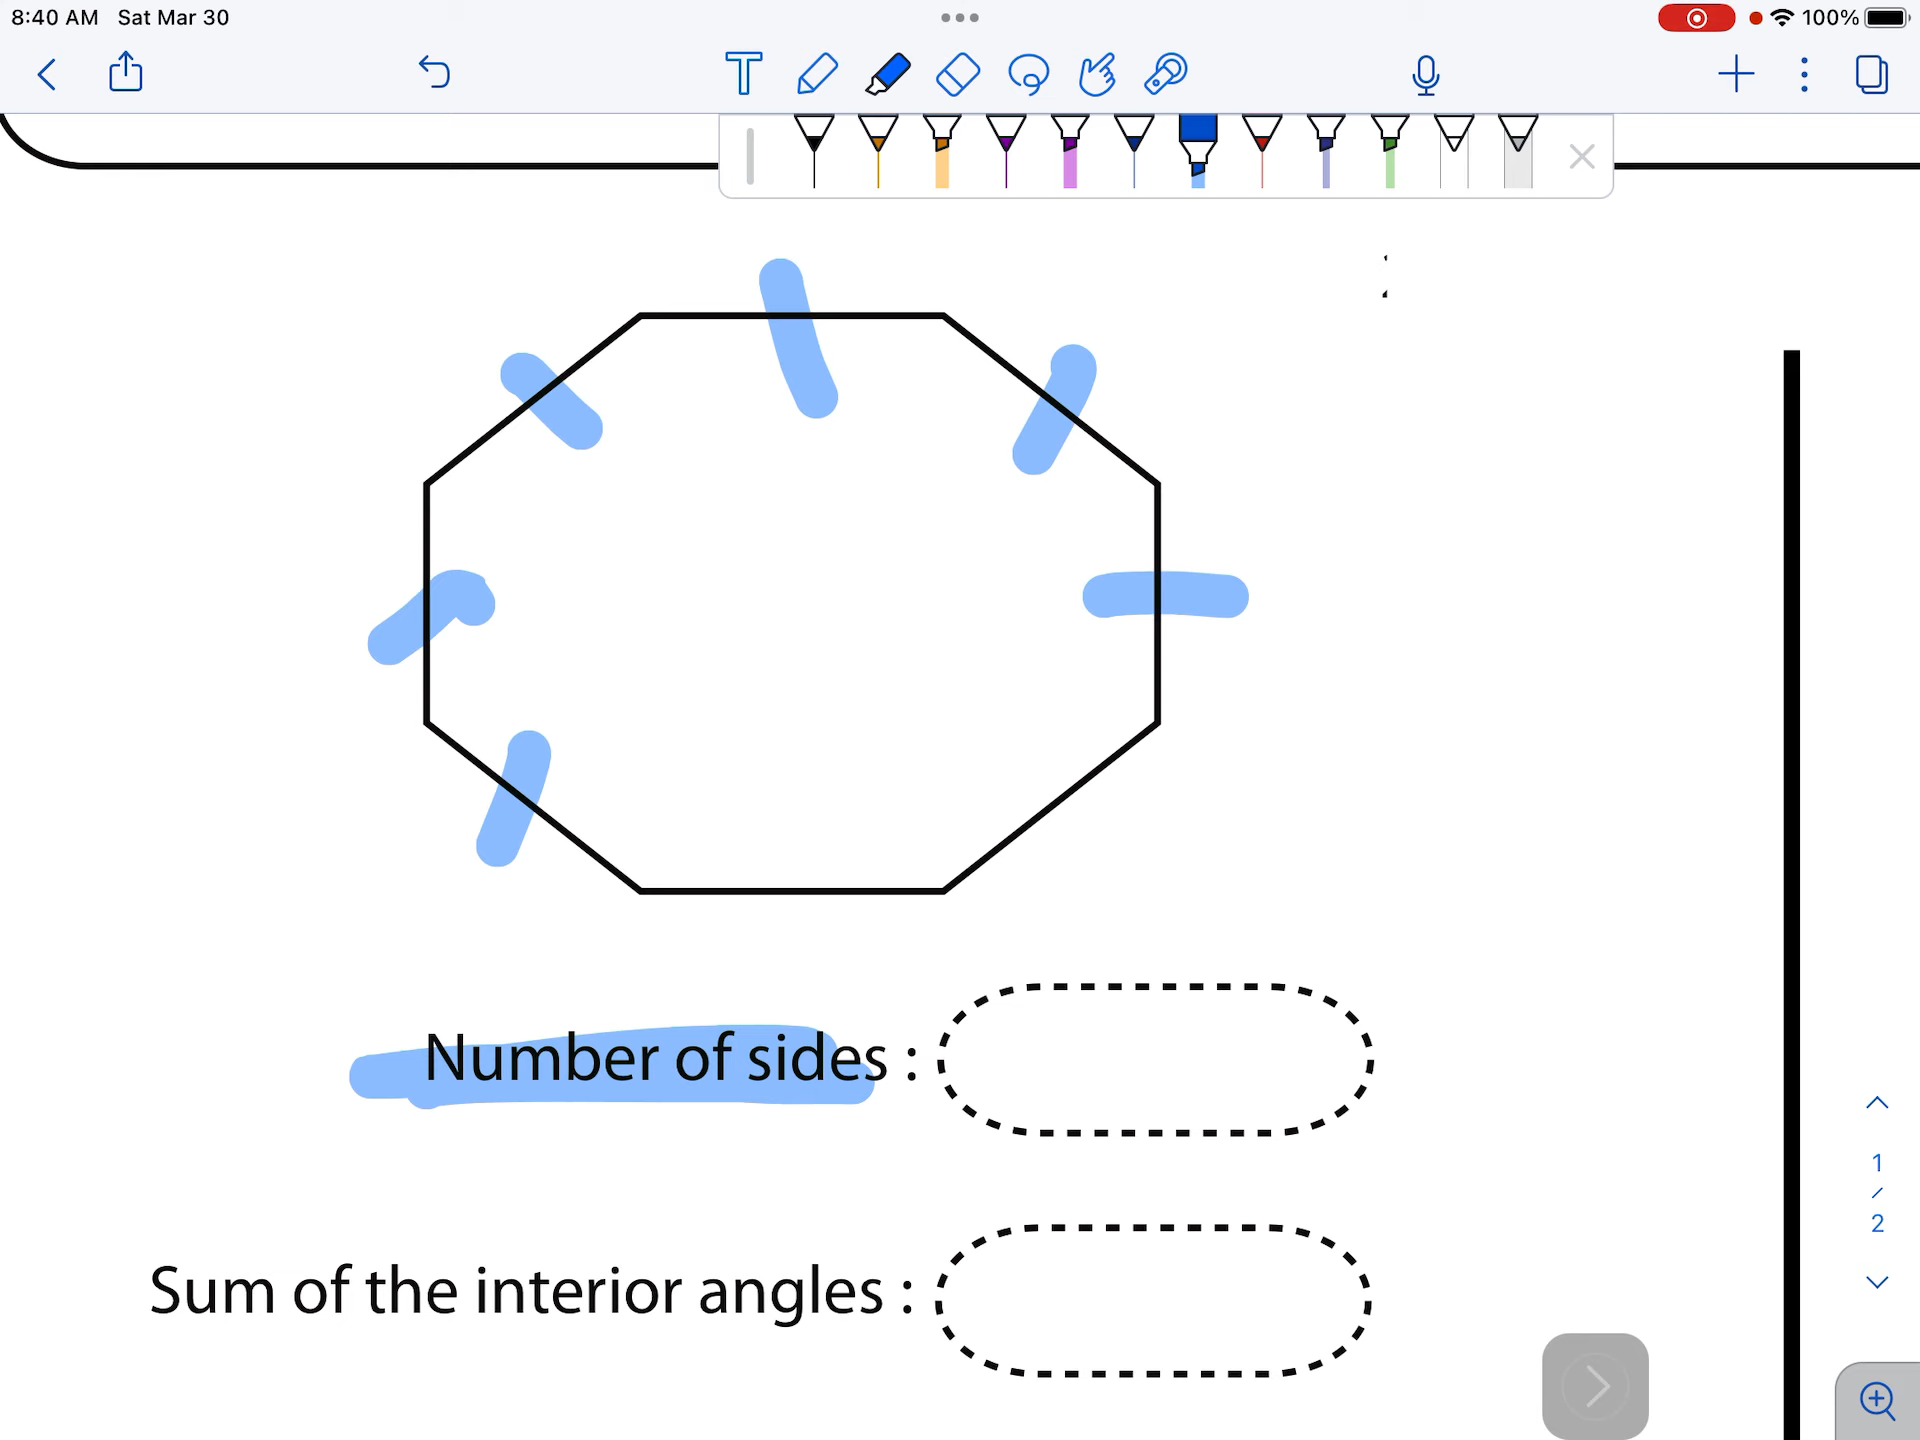 8:40 AM Sat Mar 30
100%
T
Number of sides :
Sum of the interior angles :
1
/
2